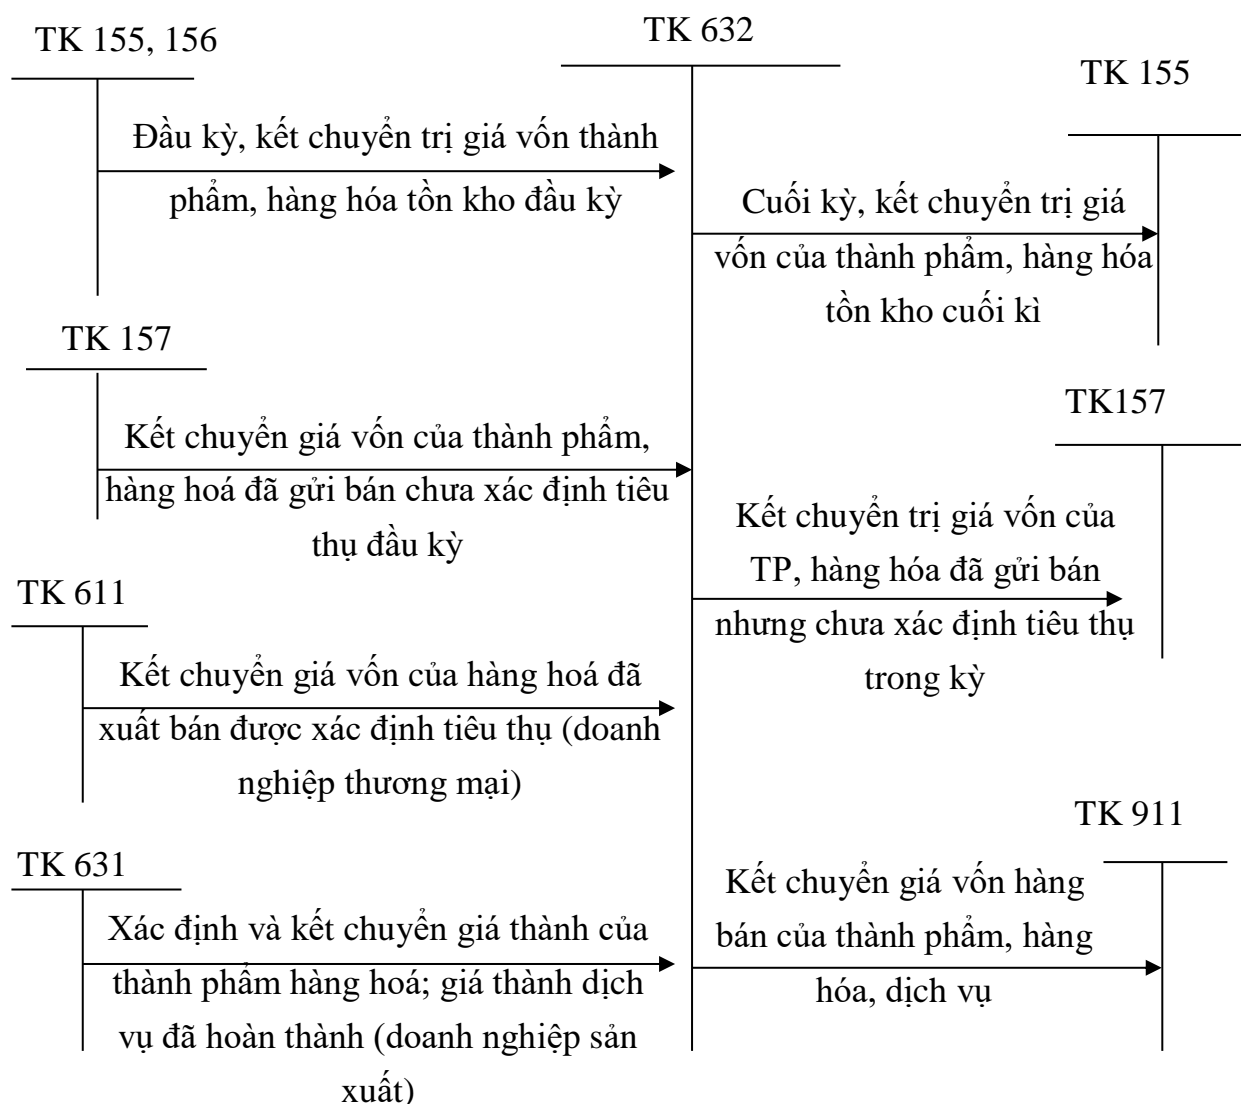 TK 155, 156
Đầu kỳ, kết chuyển trị giá vốn thành
phẩm, hàng hóa tồn kho đầu kỳ
TK 157
Kết chuyển giá vốn của thành phẩm,
hàng hoá đã gửi bán chưa xác định tiêu
thụ đầu kỳ
TK 611
Kết chuyển giá vốn của hàng hoá đã
xuất bán được xác định tiêu thụ (doanh
nghiệp thương mại)
TK 631
Xác định và kết chuyển giá thành của
thành phẩm hàng hoá; giá thành dịch
vụ đã hoàn thành (doanh nghiệp sản
xuất)
TK 632
TK 155
Cuối kỳ, kết chuyển trị giá
vốn của thành phẩm, hàng hóa
tồn kho cuối kì
TK157
Kết chuyển trị giá vốn của
TP, hàng hóa đã gửi bán
nhưng chưa xác định tiêu thụ
trong kỳ
TK 911
Kết chuyển giá vốn hàng
bán của thành phẩm, hàng
hóa, dịch vụ